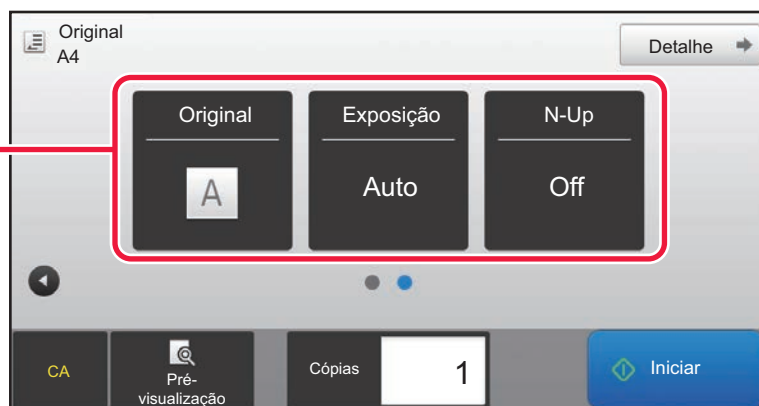 Original
A4
Detalhe
Original
Exposição
N-Up
A
Auto
Off
CA
Pré-
visualização
Cópias
1
Iniciar